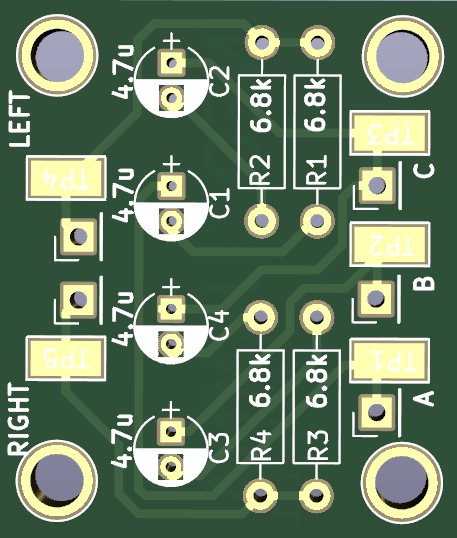 LEFT
TP4
TP5
RIGHT
4.7u
+
C2
4.7u
+
C1
4.7u
+
C4
4.7u
+
C3
6.8k
R2
6.8k
R1
6.8k
R4
6.8k
R3
TP3
C
TP2
B
TP1
A